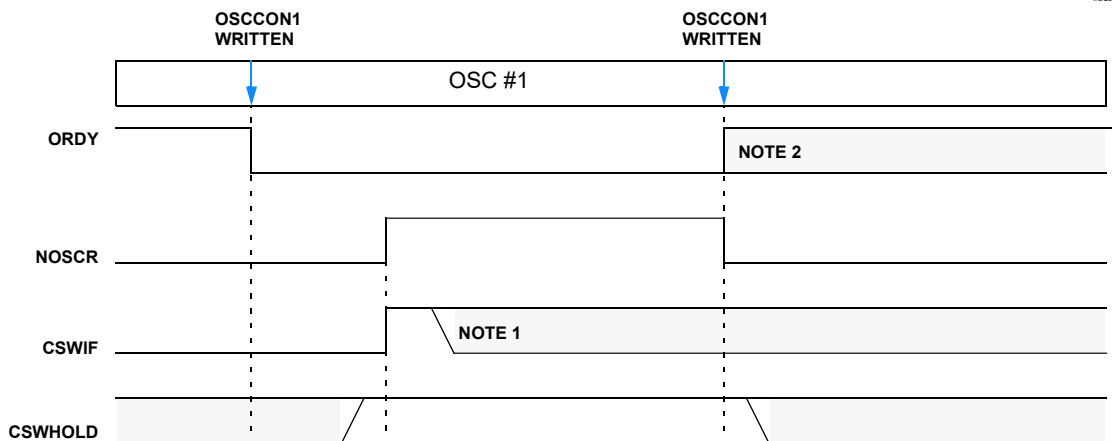 OSCCON1
WRITTEN
OSCCON1
WRITTEN
OSC #1
ORDY
NOTE 2
NOSCR
CSWIF
NOTE 1
CSWHOLD